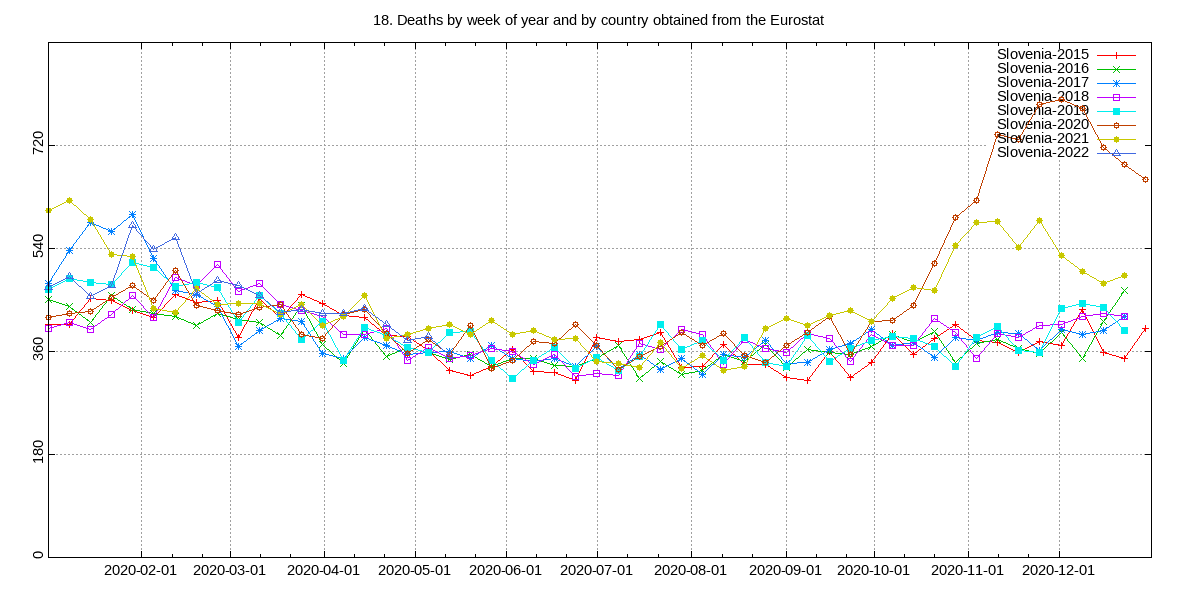 18. Deaths by week of year and by country obtained from the Eurostat
Slovenia-2015
Slovenia-2016
Slovenia-2017
Slovenia-2018
Slovenia-2019
Slovenia-2020
Slovenia-2021
Slovenia-2022
720
540
360
180
0
2020-02-01 2020-03-01 2020-04-01 2020-05-01 2020-06-01 2020-07-01 2020-08-01 2020-09-01 2020-10-01 2020-11-01 2020-12-01